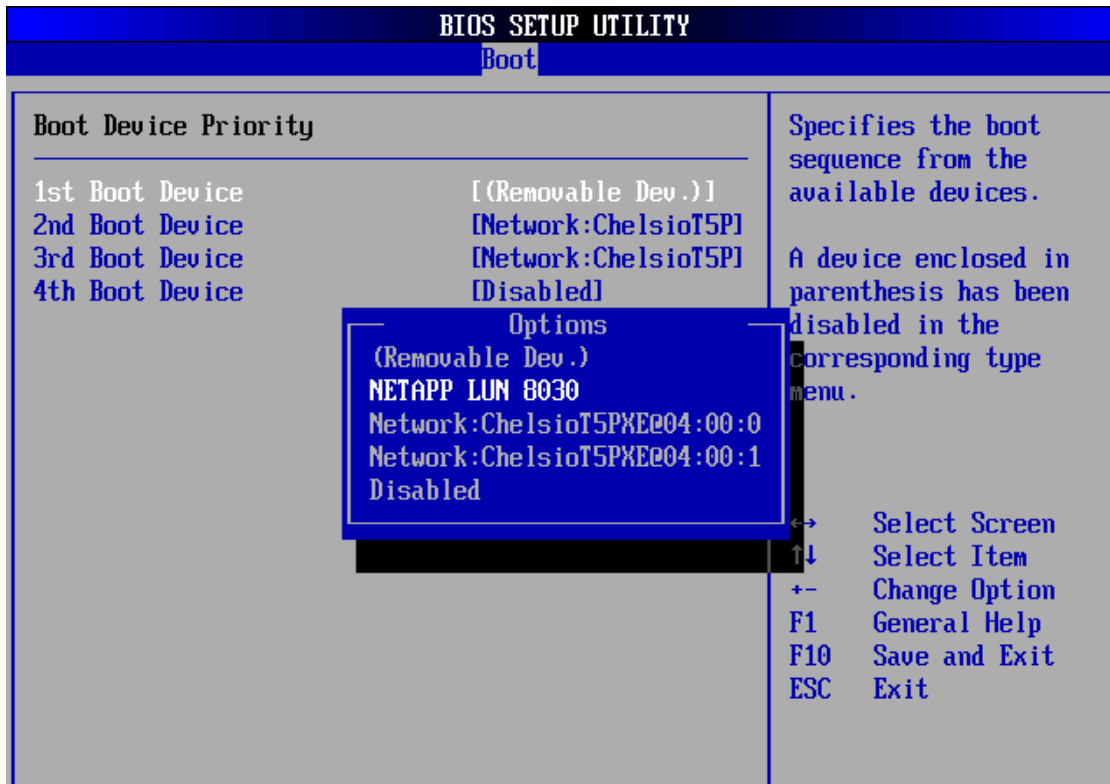 BIOS SETUP UTILITY
Boot
Boot Device Priority
1st Boot Device [(Removable Dev.)]
2nd Boot Device [Network:ChelsioT5P]
3rd Boot Device [Network:ChelsioT5P]
4th Boot Device [Disabled]
Options
(Removable Dev.)
NETAPP LUN 8030
Network:ChelsioT5PXE@04:00:0
Network:ChelsioT5PXE@04:00:1
Disabled
Specifies the boot
sequence from the
available devices.
A device enclosed in
parenthesis has been
disabled in the
corresponding type
menu.
←→ Select Screen
↑↓ Select Item
+- Change Option
F1 General Help
F10 Save and Exit
ESC Exit